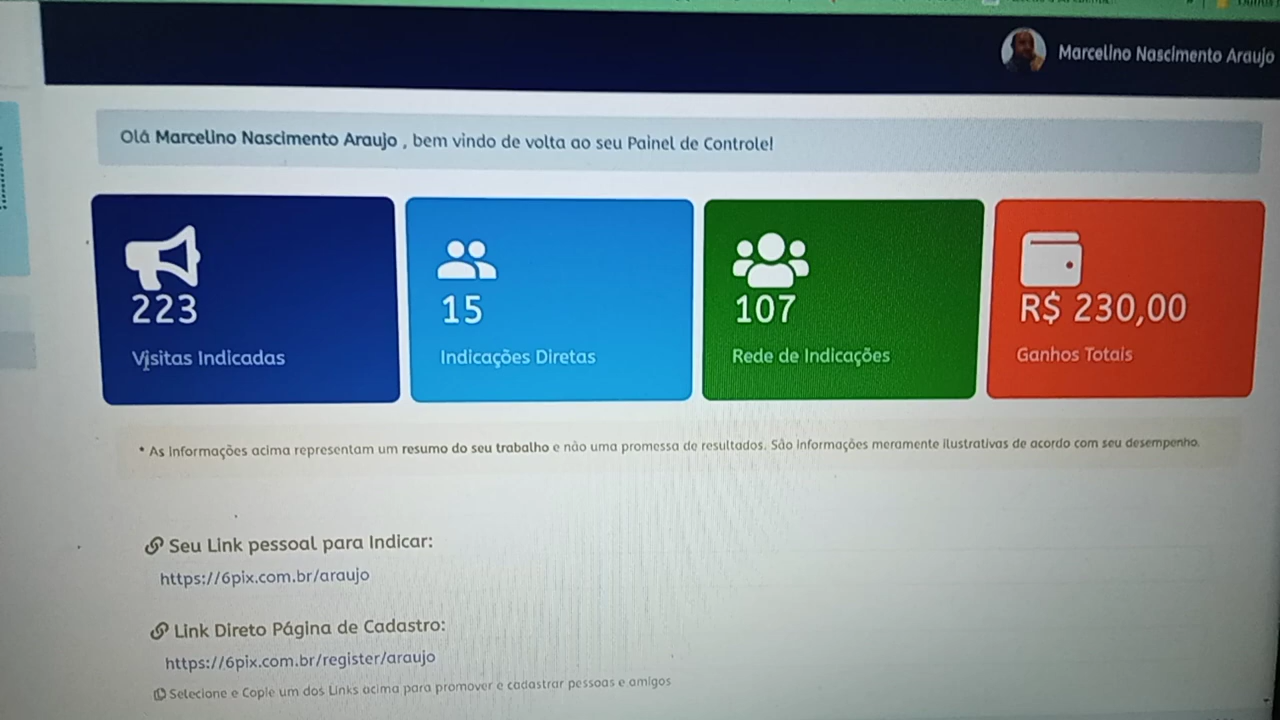 Marcelino Nascimento Araujo
Olá Marcelino Nascimento Araujo , bem vindo de volta ao seu Painel de Controle!
223
Visitas Indicadas
15
Indicações Diretas
107
Rede de Indicações
R$ 230,00
Ganhos Totais
* As informações acima representam um resumo do seu trabalho e não uma promessa de resultados. São informações meramente ilustrativas de acordo com seu desempenho.
Seu Link pessoal para Indicar:
https://6pix.com.br/araujo
Link Direto Página de Cadastro:
https://6pix.com.br/register/araujo
Selecione e Copie um dos Links acima para promover e cadastrar pessoas e amigos